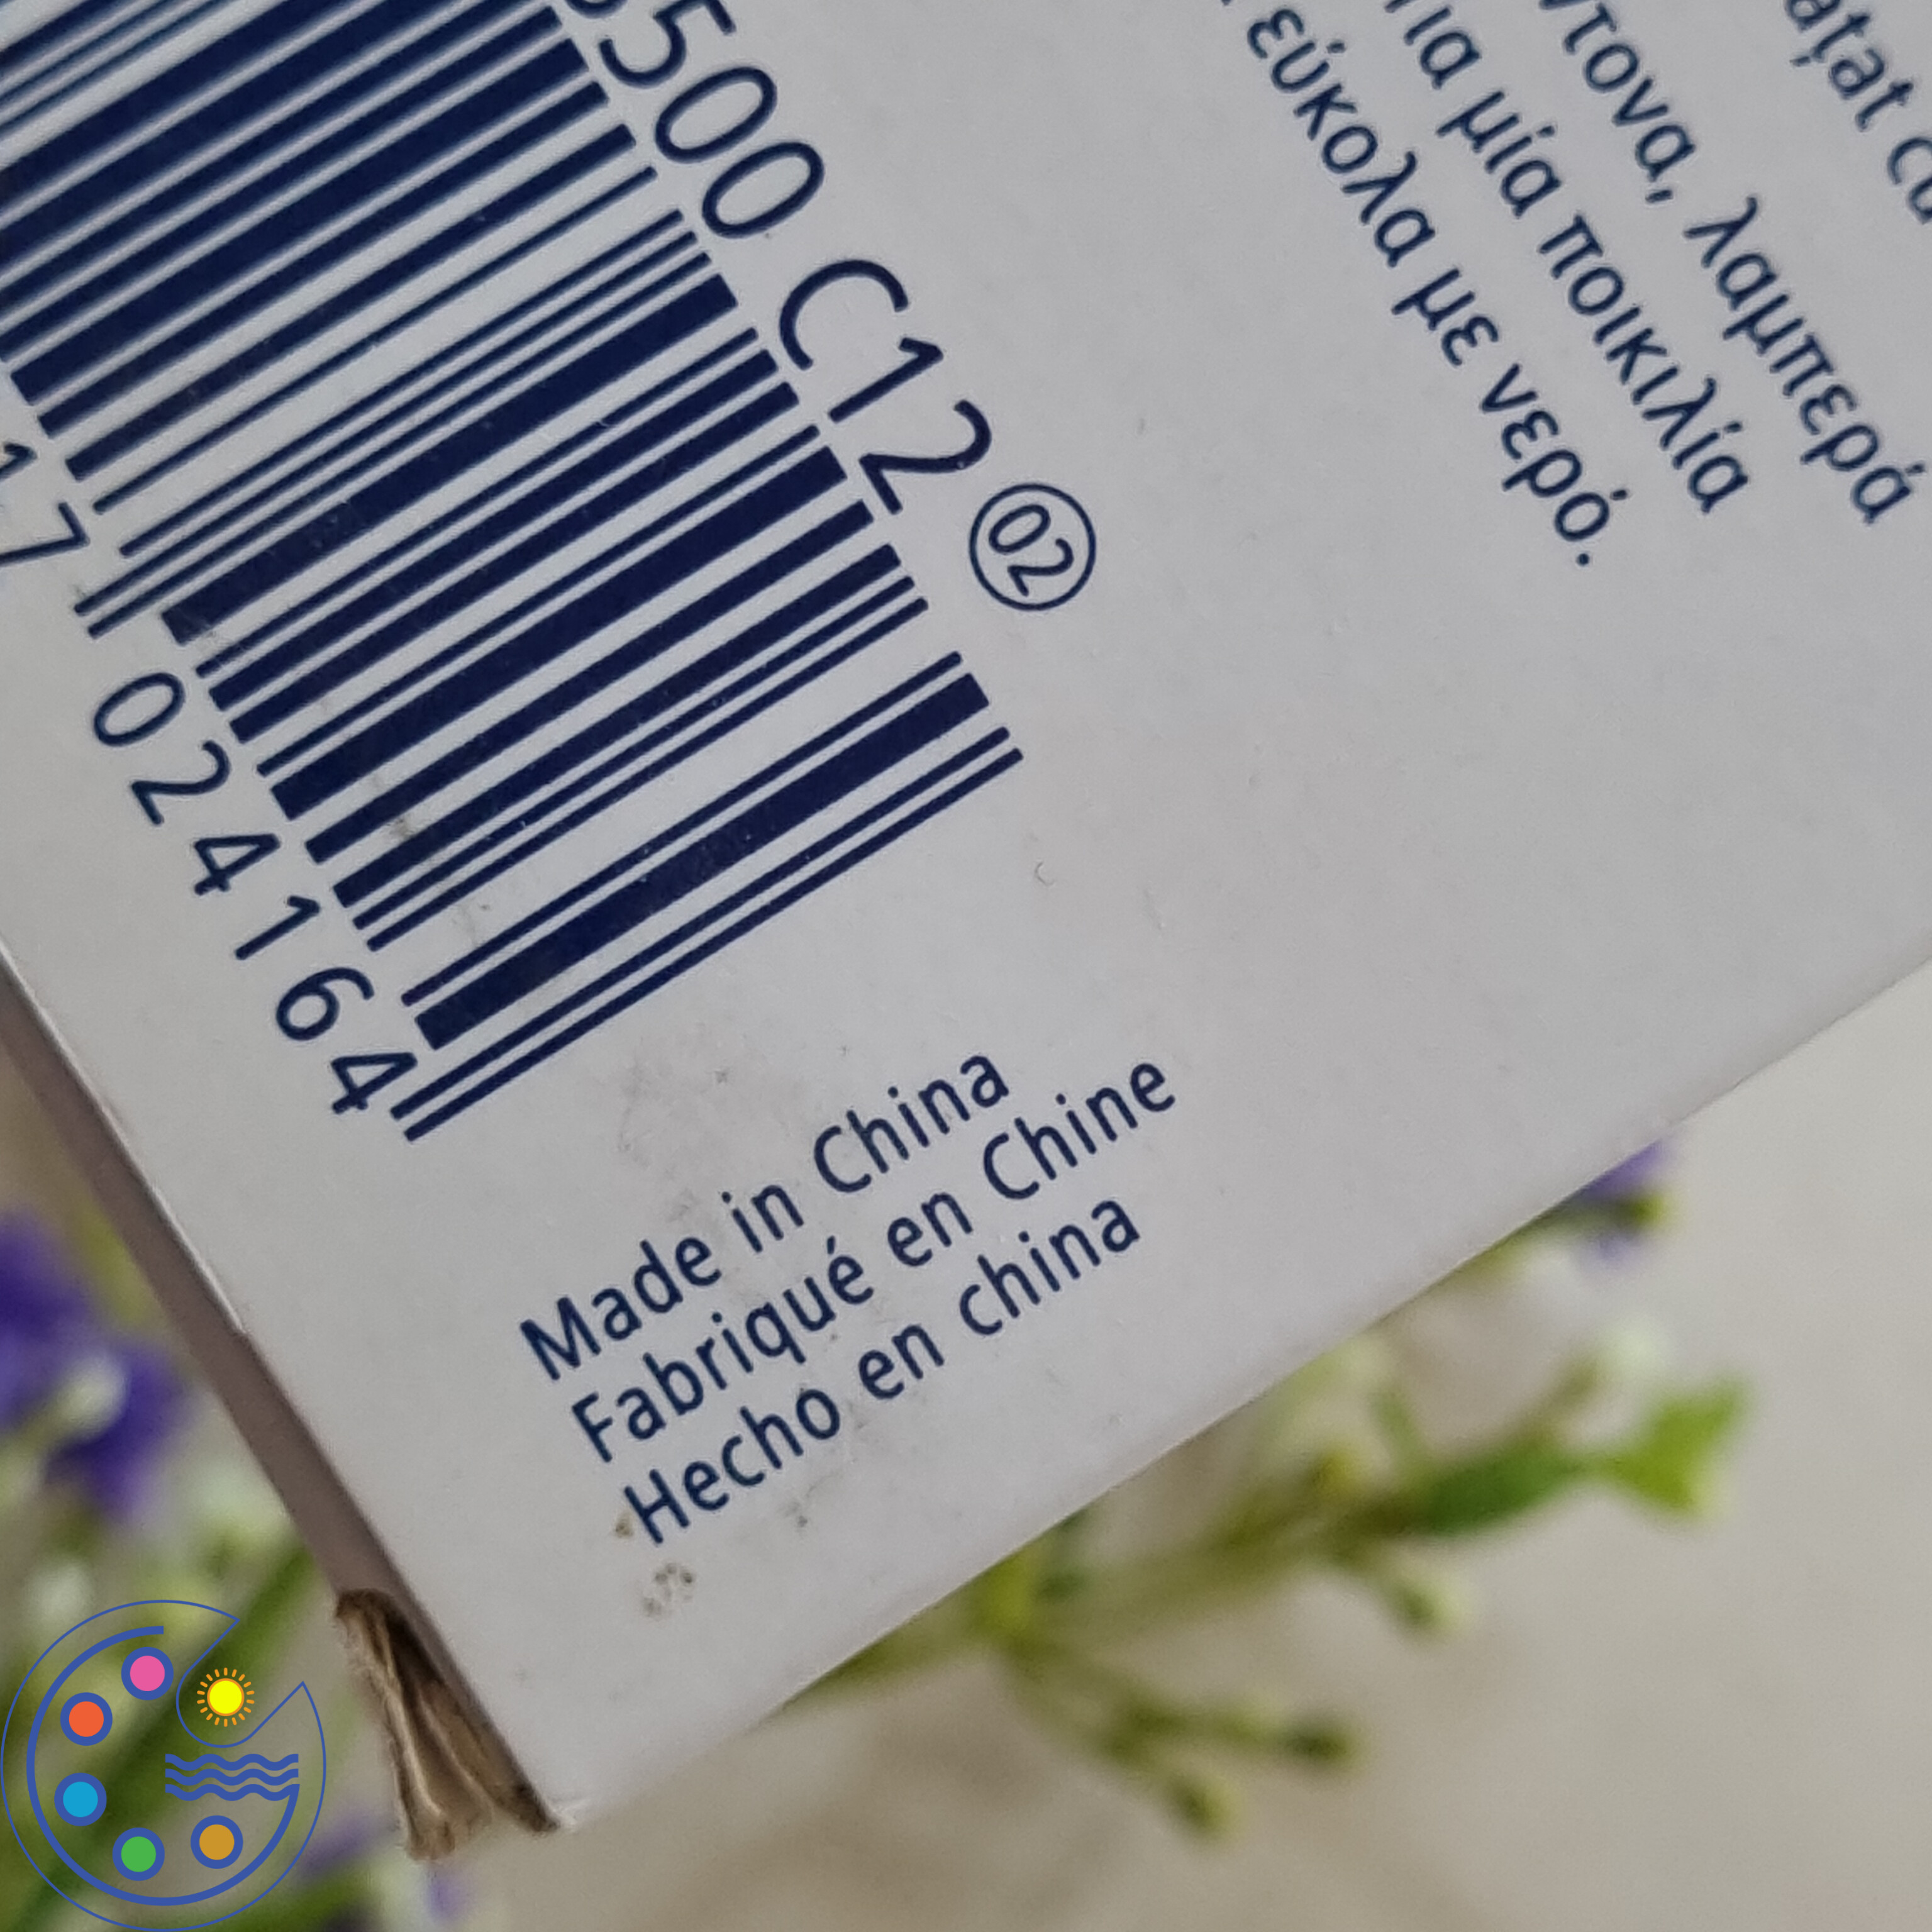 500 C12 02
17 024164
Made in China
Fabriqué en Chine
Hecho en china
ντονα, λαμπερά
μία ποικιλία
εύκολα με νερό.